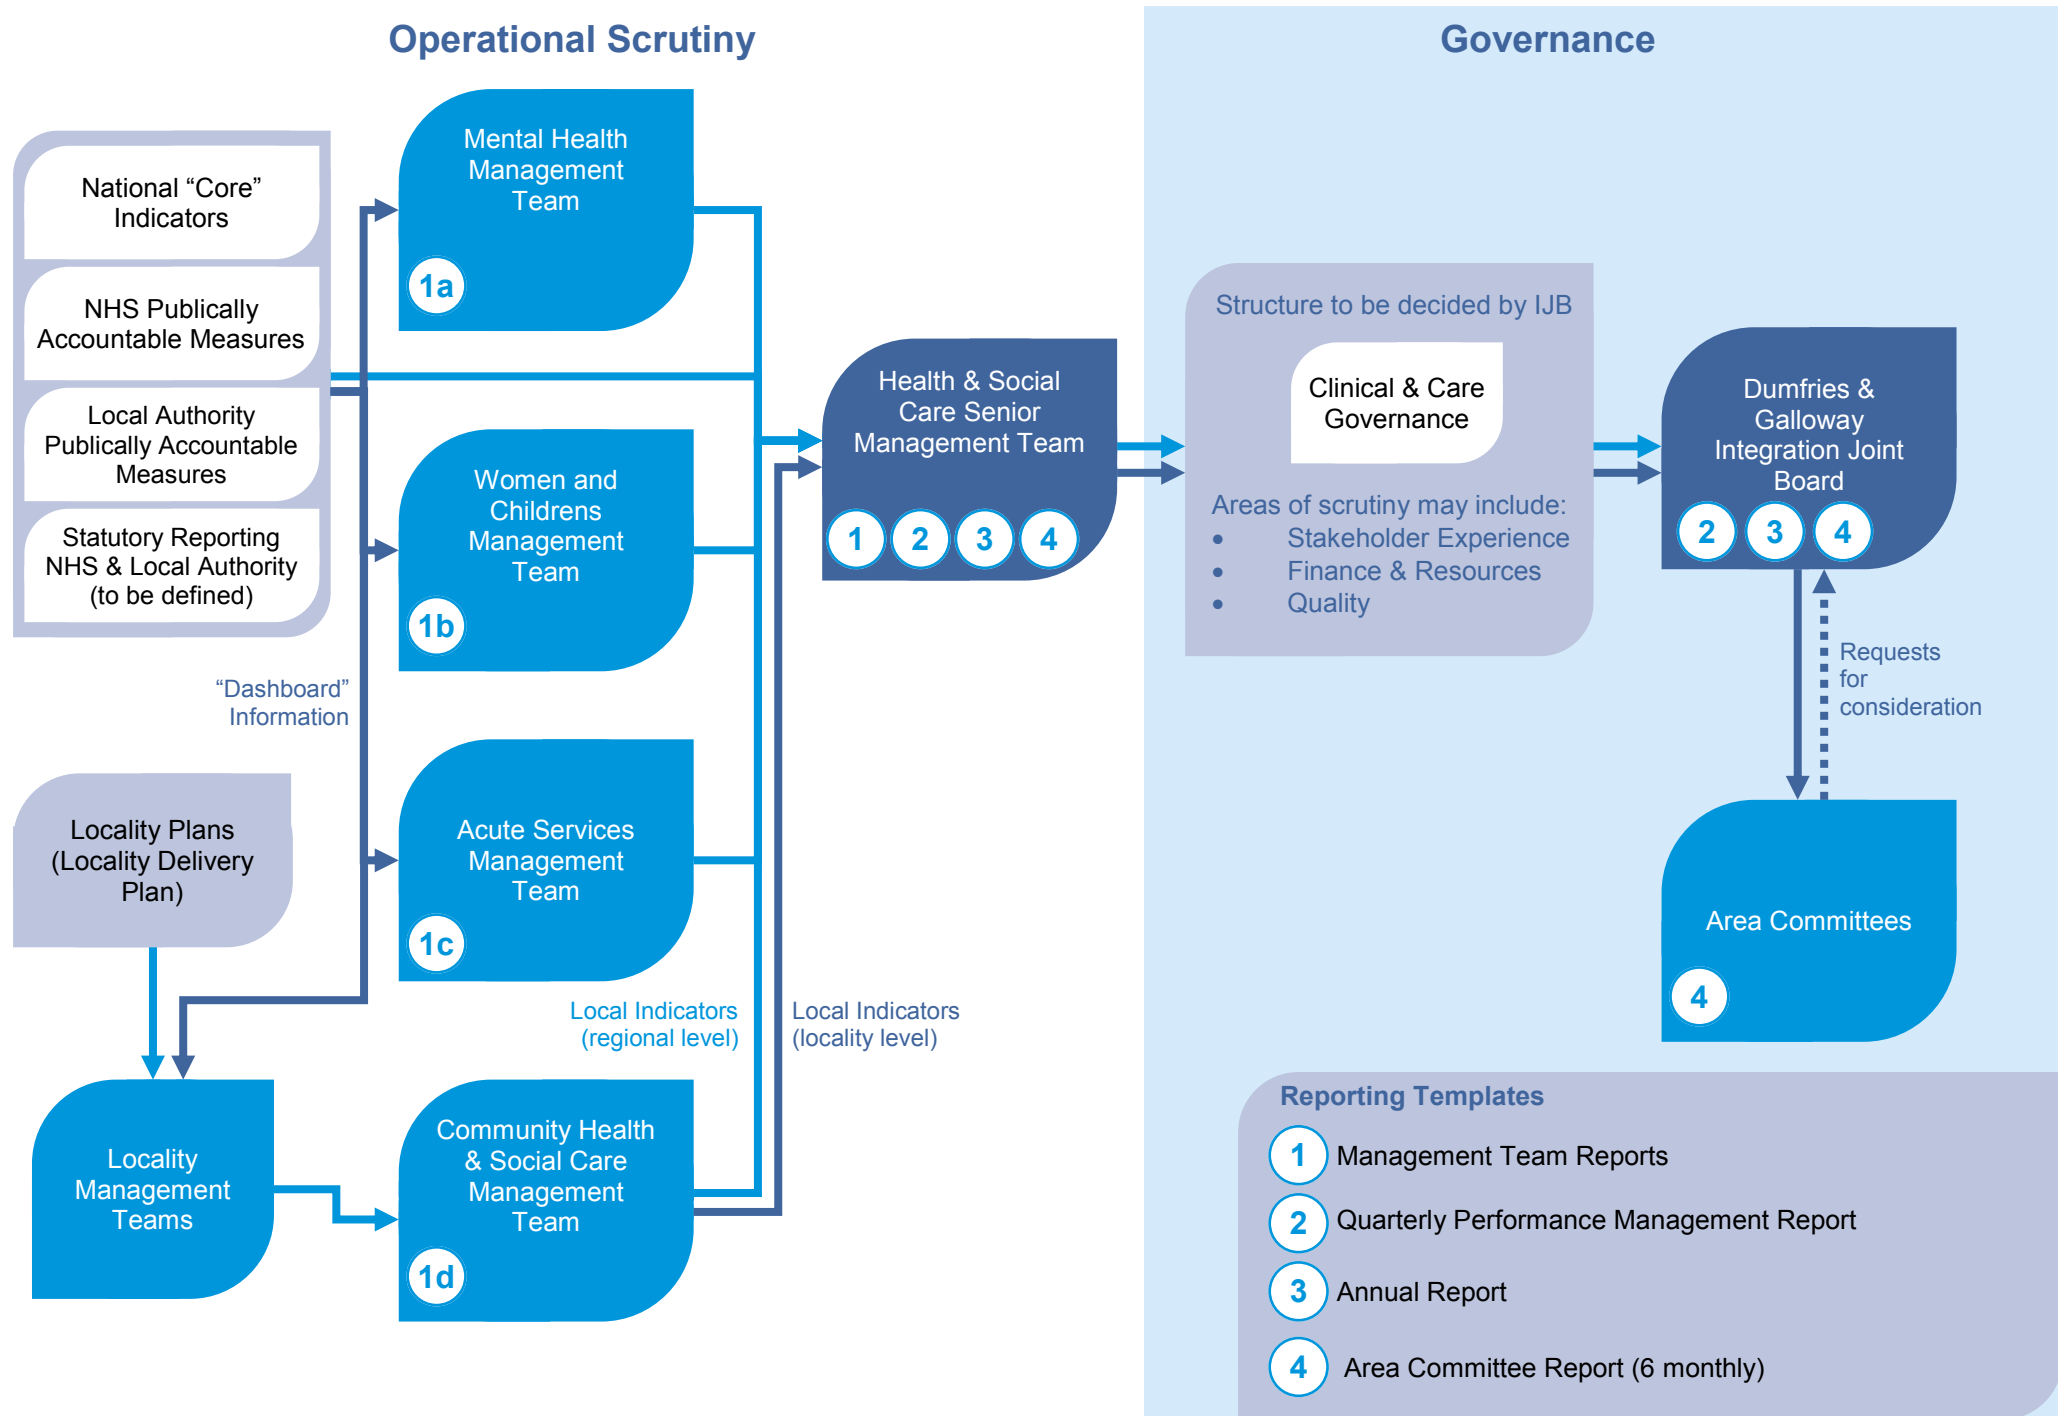 Operational Scrutiny
Governance
National “Core”
Indicators
NHS Publically
Accountable Measures
Local Authority
Publically Accountable
Measures
Statutory Reporting
NHS & Local Authority
(to be defined)
“Dashboard”
Information
Locality Plans
(Locality Delivery
Plan)
Locality
Management
Teams
Mental Health
Management
Team
1a
Women and
Childrens
Management
Team
1b
Acute Services
Management
Team
1c
Local Indicators
(regional level)
Local Indicators
(locality level)
Community Health
& Social Care
Management
Team
1d
Health & Social
Care Senior
Management Team
1 2 3 4
Structure to be decided by IJB
Clinical & Care
Governance
Areas of scrutiny may include:
• Stakeholder Experience
• Finance & Resources
• Quality
Dumfries &
Galloway
Integration Joint
Board
2 3 4
Requests
for
consideration
Area Committees
4
Reporting Templates
1 Management Team Reports
2 Quarterly Performance Management Report
3 Annual Report
4 Area Committee Report (6 monthly)